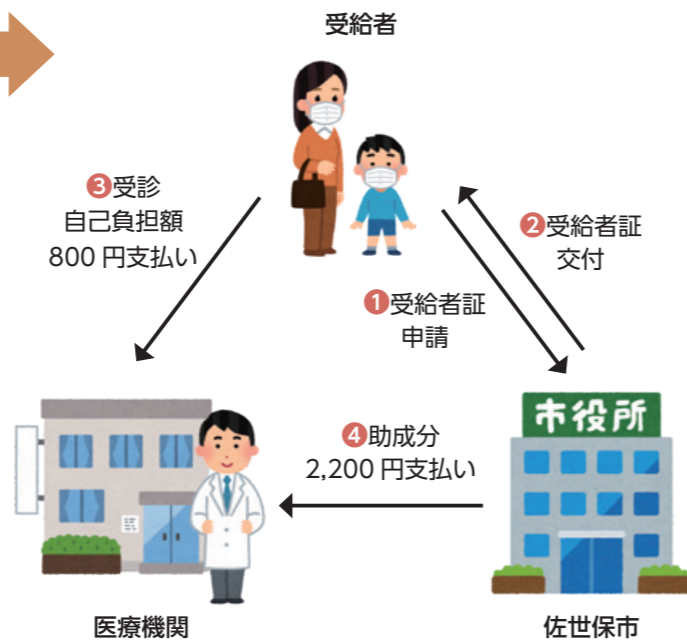 受給者
❸受診
自己負担額
800 円支払い
❷受給者証
交付
❶受給者証
申請
市役所
❹助成分
2,200 円支払い
医療機関
佐世保市